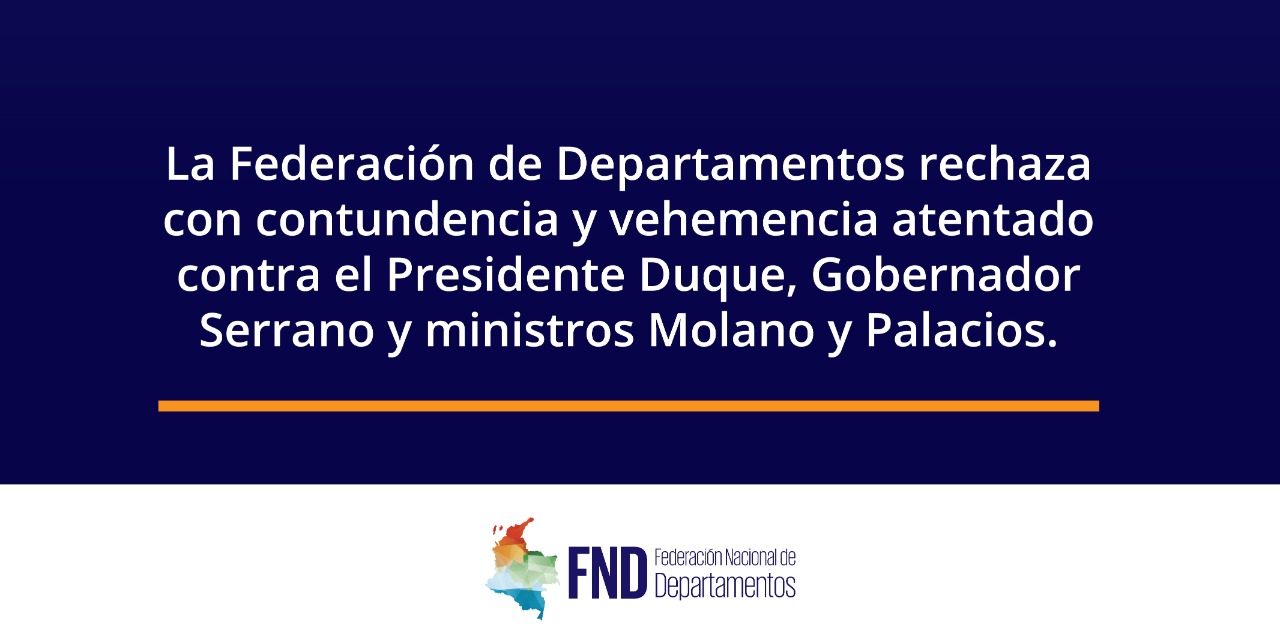 La Federación de Departamentos rechaza
con contundencia y vehemencia atentado
contra el Presidente Duque, Gobernador
Serrano y ministros Molano y Palacios.
FND Federación Nacional de
Departamentos